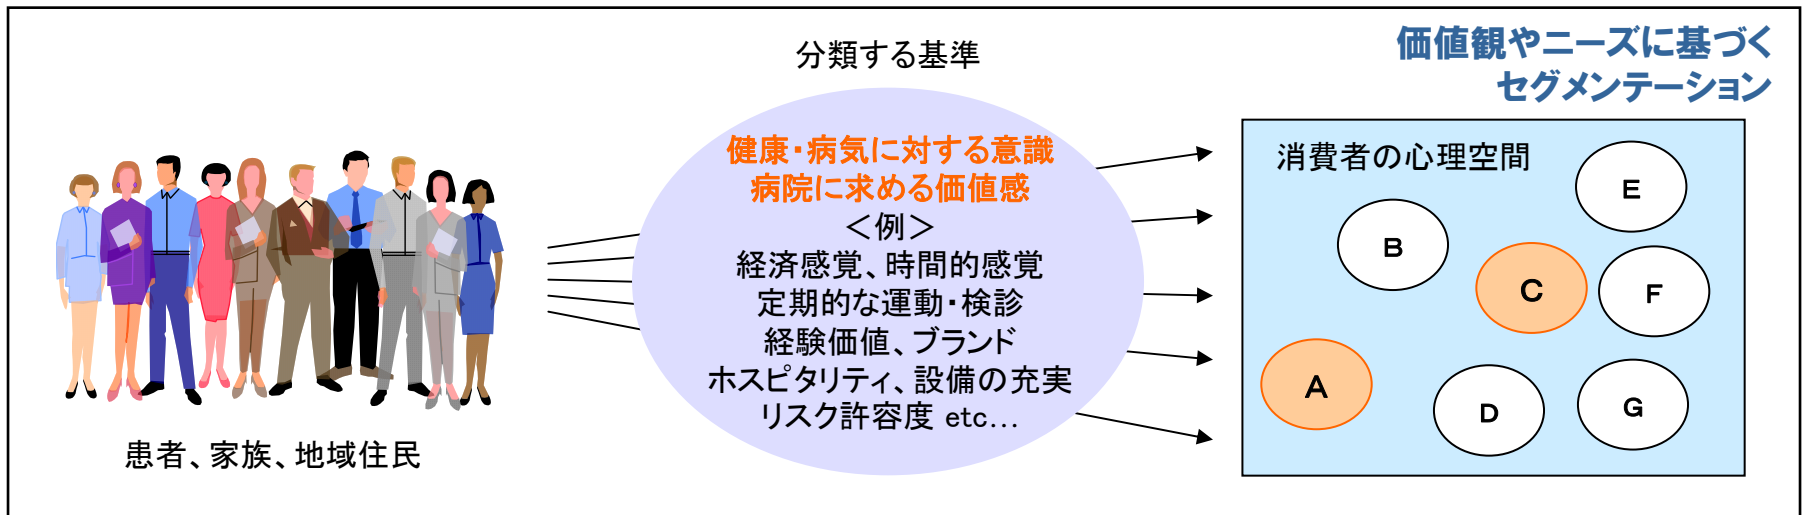 価値観やニーズに基づく
セグメンテーション
分類する基準
健康・病気に対する意識
病院に求める価値感
＜例＞
経済感覚、時間的感覚
定期的な運動・検診
経験価値、ブランド
ホスピタリティ、設備の充実
リスク許容度 etc…
患者、家族、地域住民
消費者の心理空間
E
B
C
F
A
D
G